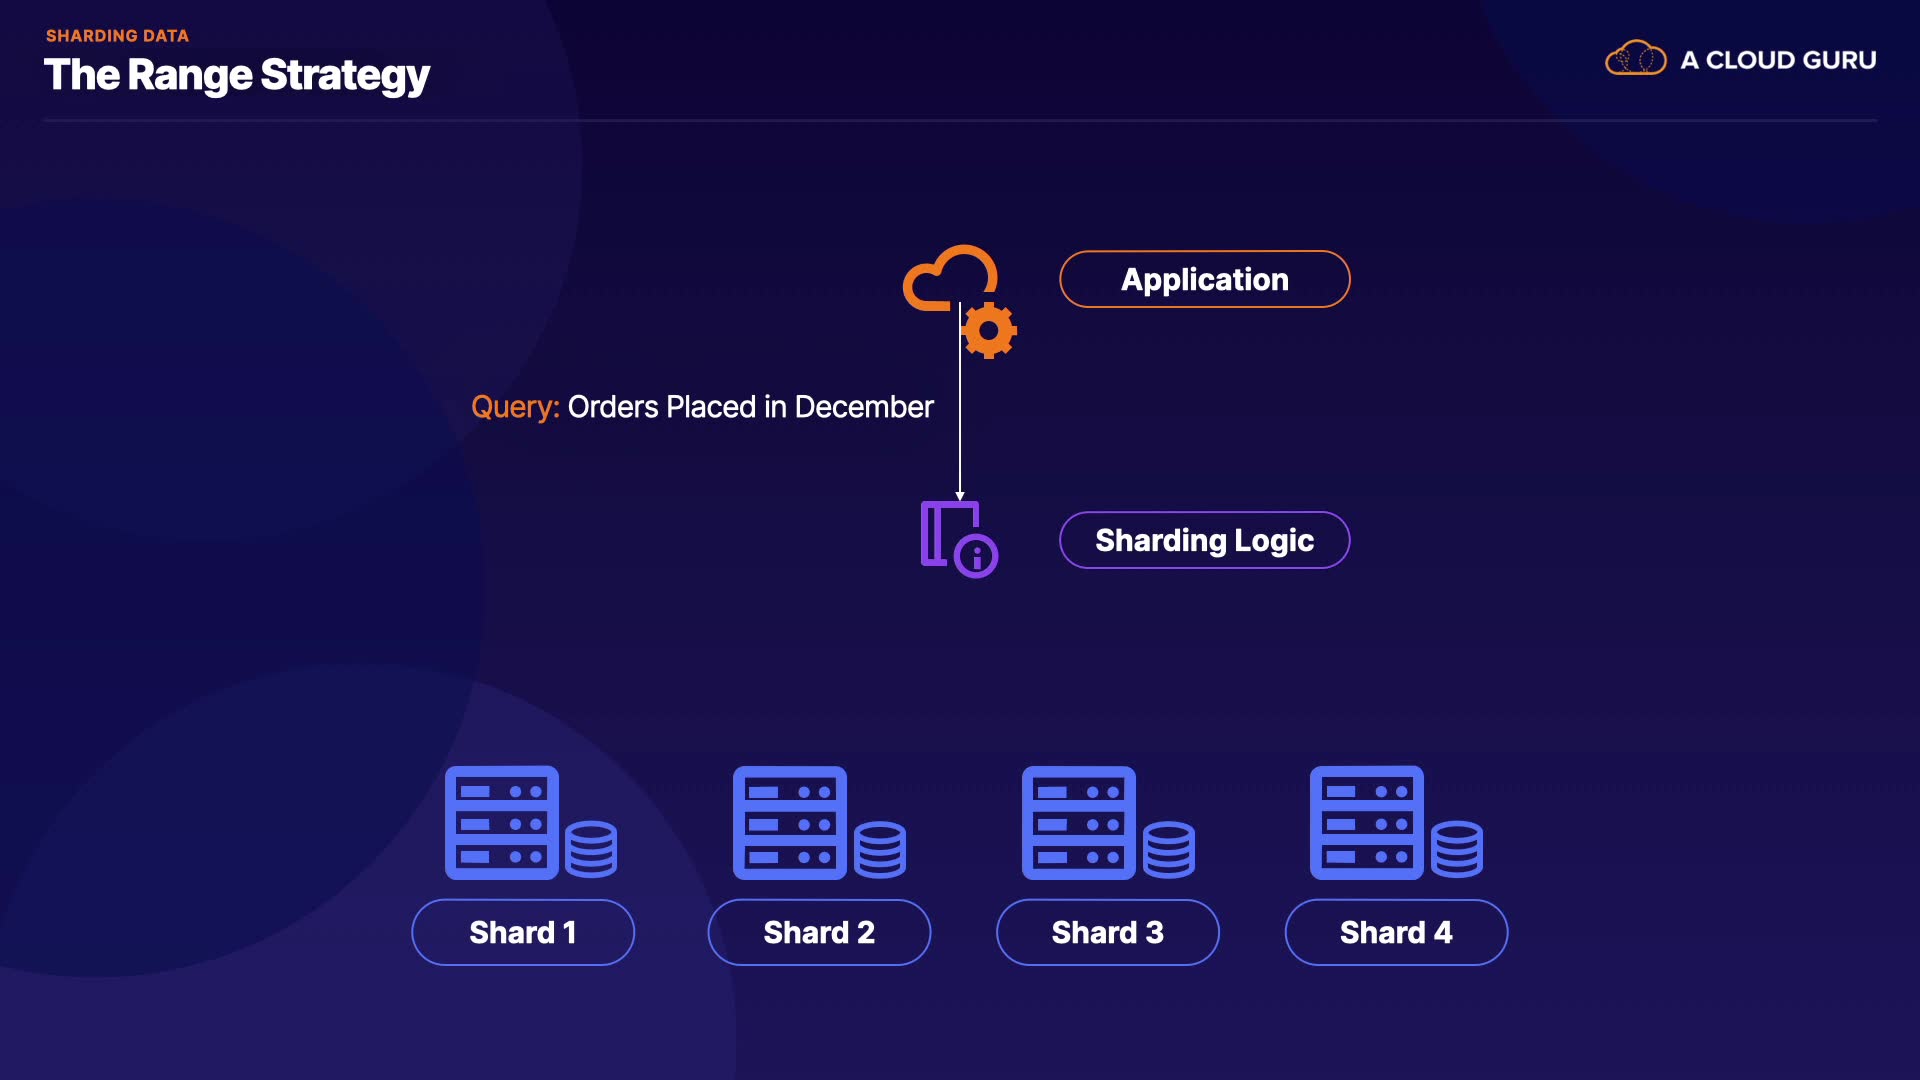 SHARDING DATA
The Range Strategy
A CLOUD GURU
Application
Query: Orders Placed in December
Sharding Logic
Shard 1
Shard 2
Shard 3
Shard 4